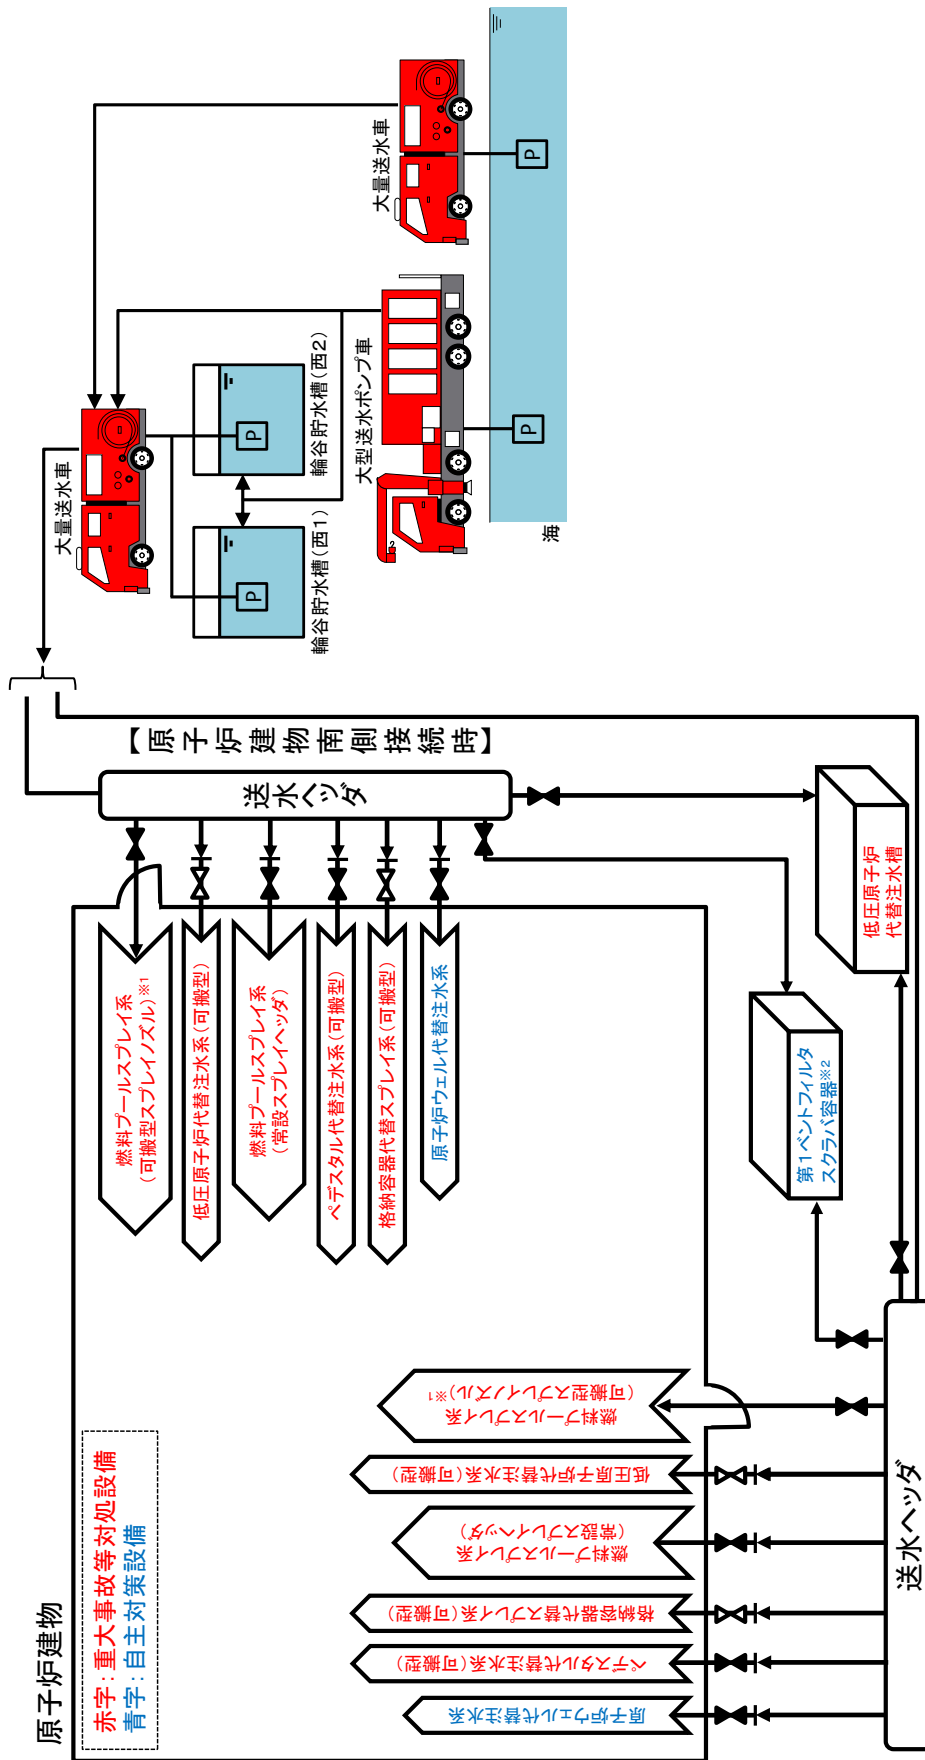 原子炉建物
赤字：重大事故等対処設備
青字：自主対策設備
大量送水車
大量送水車
大型送水ポンプ車
輪谷貯水槽(西1)
輪谷貯水槽(西2)
P
P
P
P
海
【原子炉建物南側接続時】
送水ヘッダ
燃料プールスプレイ系
(可搬型スプレイノズル)※1
低圧原子炉代替注水系(可搬型)
燃料プールスプレイ系
(常設スプレイヘッダ)
ペデスタル代替注水系(可搬型)
格納容器代替スプレイ系(可搬型)
原子炉ウェル代替注水系
低圧原子炉
代替注水槽
第1ベントフィルタ
スクラバ容器※2
燃料プールスプレイ系
(可搬型スプレイノズル)※1
低圧原子炉代替注水系(可搬型)
燃料プールスプレイ系
(常設スプレイヘッダ)
格納容器代替スプレイ系(可搬型)
ペデスタル代替注水系(可搬型)
原子炉ウェル代替注水系
送水ヘッダ